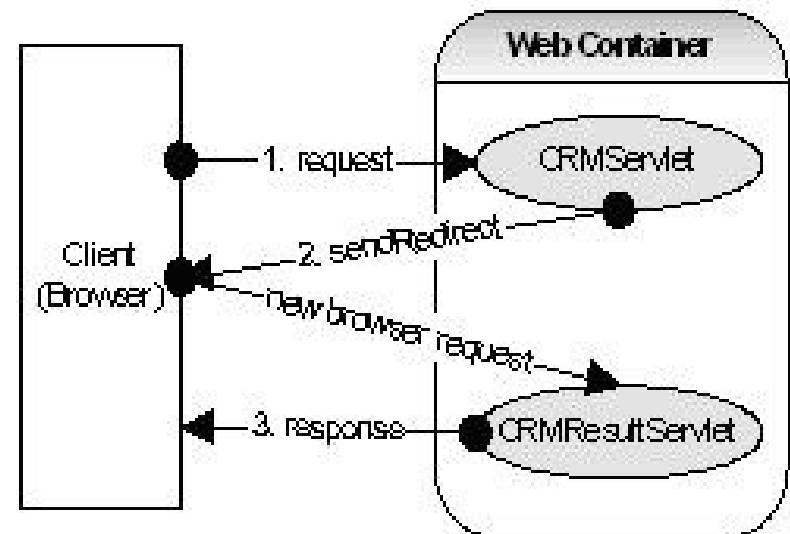 Web Container
1. request
CRMServlet
2. sendRedirect
Client
(Browser)
new browser request
3. response
CRMResultServlet